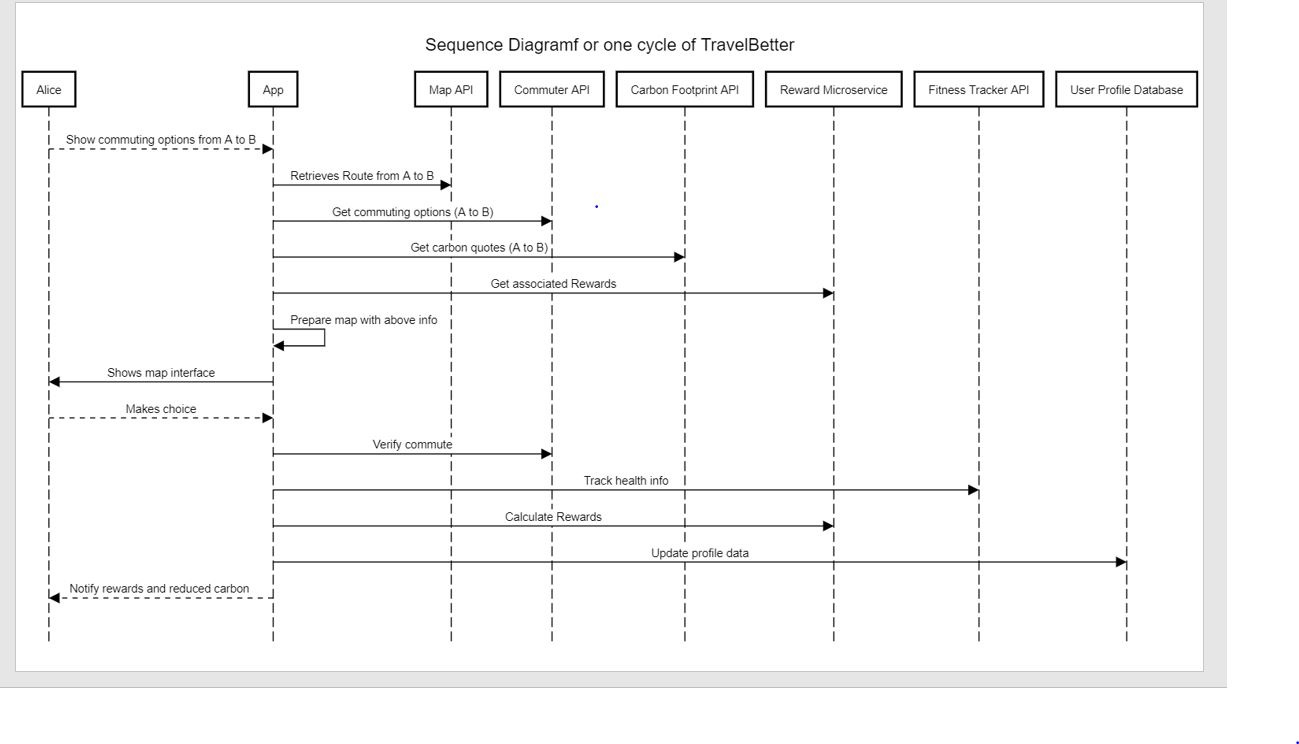 Sequence Diagramf or one cycle of TravelBetter
Alice
App
Map API
Commuter API
Carbon Footprint API
Reward Microservice
Fitness Tracker API
User Profile Database
Show commuting options from A to B
Retrieves Route from A to B
Get commuting options (A to B)
Get carbon quotes (A to B)
Get associated Rewards
Prepare map with above info
Shows map interface
Makes choice
Verify commute
Track health info
Calculate Rewards
Update profile data
Notify rewards and reduced carbon